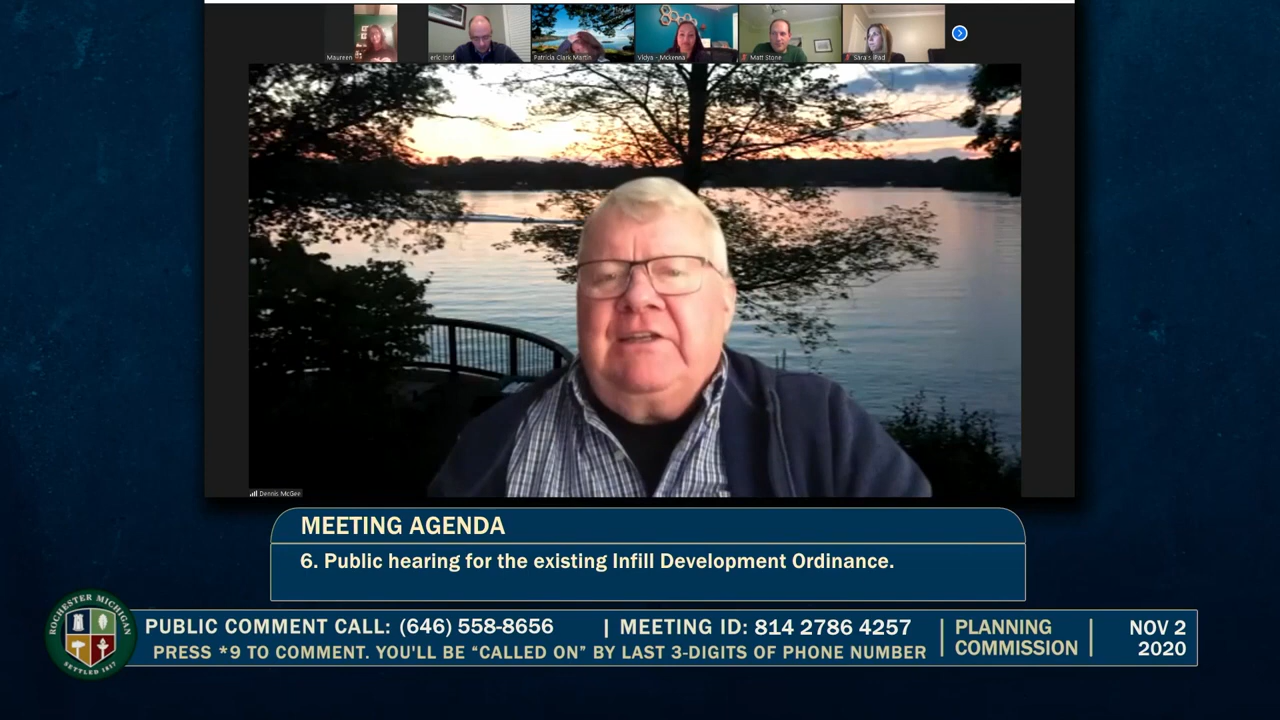 Maureen
eric lord
Patricia Clark Martin
Vidya - Mckenna
Matt Stone
Sara's iPad
Dennis McGee
MEETING AGENDA
6. Public hearing for the existing Infill Development Ordinance.
ROCHESTER MICHIGAN
SETTLED 1817
PUBLIC COMMENT CALL: (646) 558-8656 | MEETING ID: 814 2786 4257
PRESS *9 TO COMMENT. YOU'LL BE “CALLED ON” BY LAST 3-DIGITS OF PHONE NUMBER
PLANNING
COMMISSION
NOV 2
2020